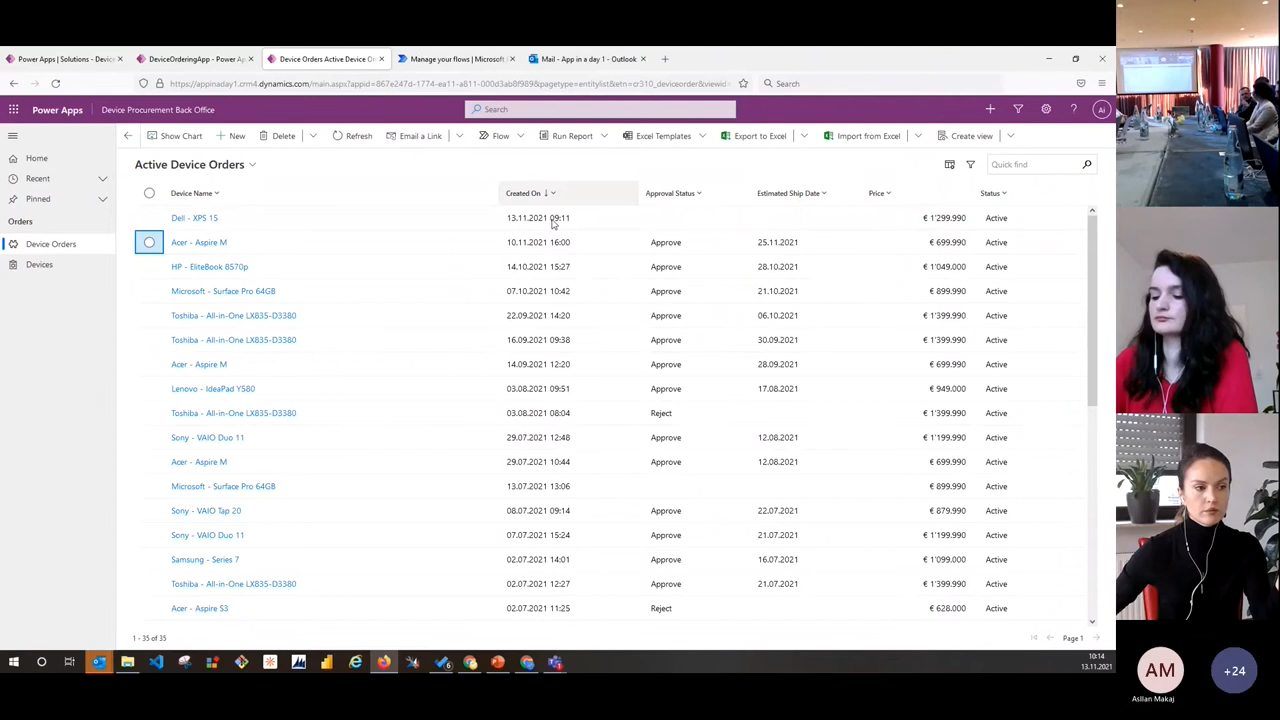 Power Apps | Solutions - Device
DeviceOrderingApp - Power Ap
Device Orders Active Device Or
Manage your flows | Microsoft
Mail - App in a day 1 - Outlook
Search
Power Apps Device Procurement Back Office
Search
Ai
Show Chart New Delete Refresh Email a Link Flow Run Report Excel Templates Export to Excel Import from Excel Create view
Home
Recent
Pinned
Orders
Device Orders
Devices
Active Device Orders
Quick find
Device Name Created On Approval Status Estimated Ship Date Price Status
Dell - XPS 15 13.11.2021 09:11 € 1'299.990 Active
Acer - Aspire M 10.11.2021 16:00 Approve 25.11.2021 € 699.990 Active
HP - EliteBook 8570p 14.10.2021 15:27 Approve 28.10.2021 € 1'049.000 Active
Microsoft - Surface Pro 64GB 07.10.2021 10:42 Approve 21.10.2021 € 899.990 Active
Toshiba - All-in-One LX835-D3380 22.09.2021 14:20 Approve 06.10.2021 € 1'399.990 Active
Toshiba - All-in-One LX835-D3380 16.09.2021 09:38 Approve 30.09.2021 € 1'399.990 Active
Acer - Aspire M 14.09.2021 12:20 Approve 28.09.2021 € 699.990 Active
Lenovo - IdeaPad Y580 03.08.2021 09:51 Approve 17.08.2021 € 949.000 Active
Toshiba - All-in-One LX835-D3380 03.08.2021 08:04 Reject € 1'399.990 Active
Sony - VAIO Duo 11 29.07.2021 12:48 Approve 12.08.2021 € 1'199.990 Active
Acer - Aspire M 29.07.2021 10:44 Approve 12.08.2021 € 699.990 Active
Microsoft - Surface Pro 64GB 13.07.2021 13:06 € 899.990 Active
Sony - VAIO Tap 20 08.07.2021 09:14 Approve 22.07.2021 € 879.990 Active
Sony - VAIO Duo 11 07.07.2021 15:24 Approve 21.07.2021 € 1'199.990 Active
Samsung - Series 7 02.07.2021 14:01 Approve 16.07.2021 € 1'099.000 Active
Toshiba - All-in-One LX835-D3380 02.07.2021 12:27 Approve 21.07.2021 € 1'399.990 Active
Acer - Aspire S3 02.07.2021 11:25 Reject € 628.000 Active
1 - 35 of 35
Page 1
10:14
13.11.2021
AM
Asllan Makaj
+24